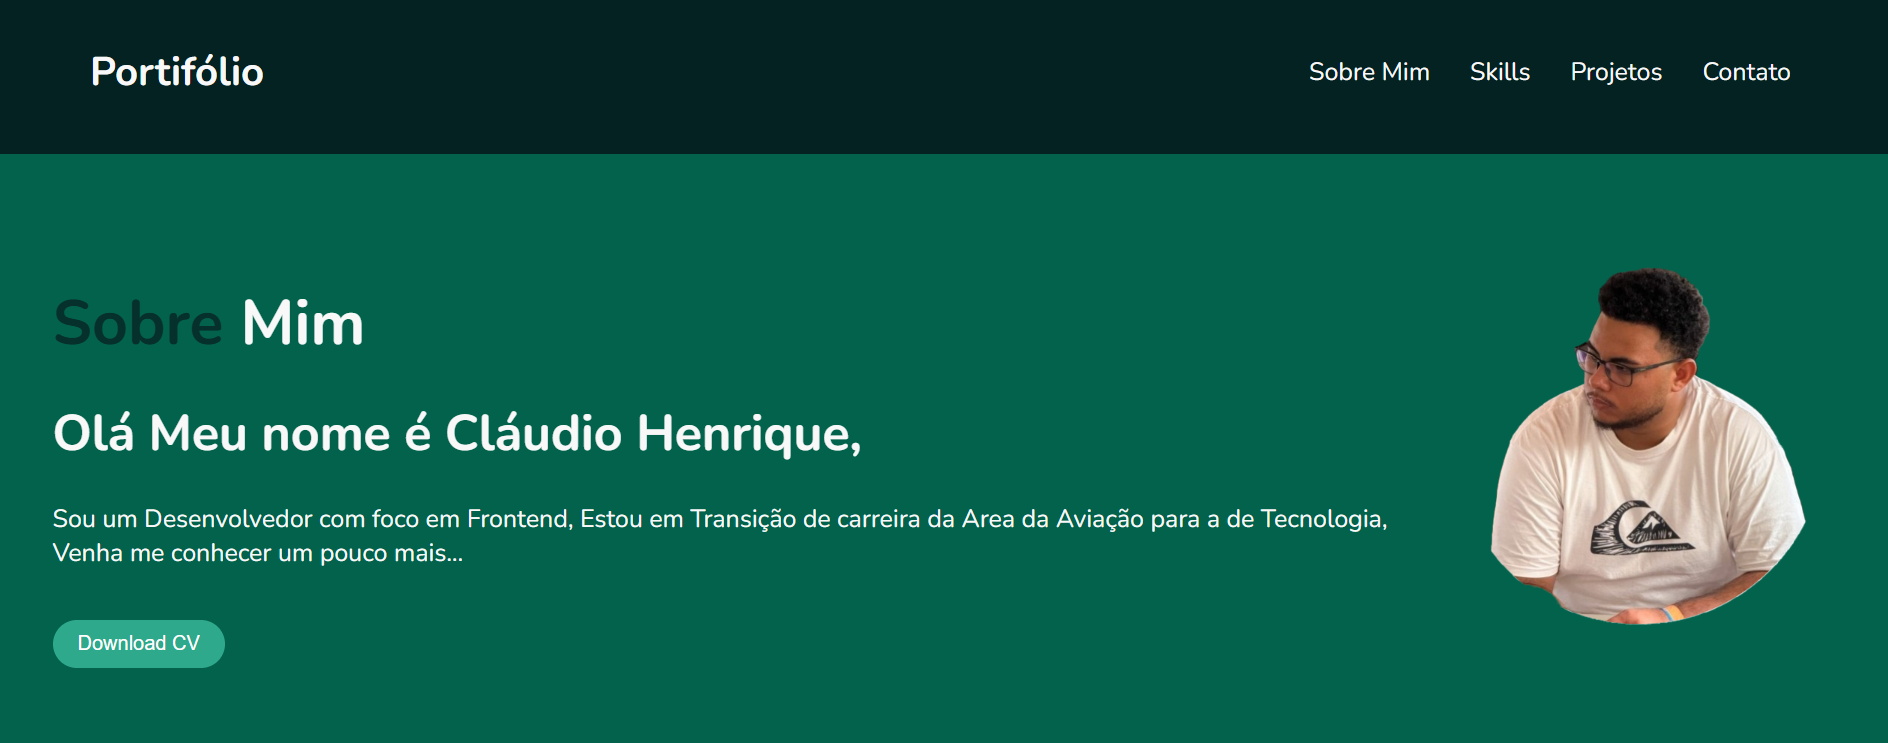 Portifólio
Sobre Mim
Skills
Projetos
Contato
Sobre Mim
Olá Meu nome é Cláudio Henrique,
Sou um Desenvolvedor com foco em Frontend, Estou em Transição de carreira da Area da Aviação para a de Tecnologia,
Venha me conhecer um pouco mais...
Download CV